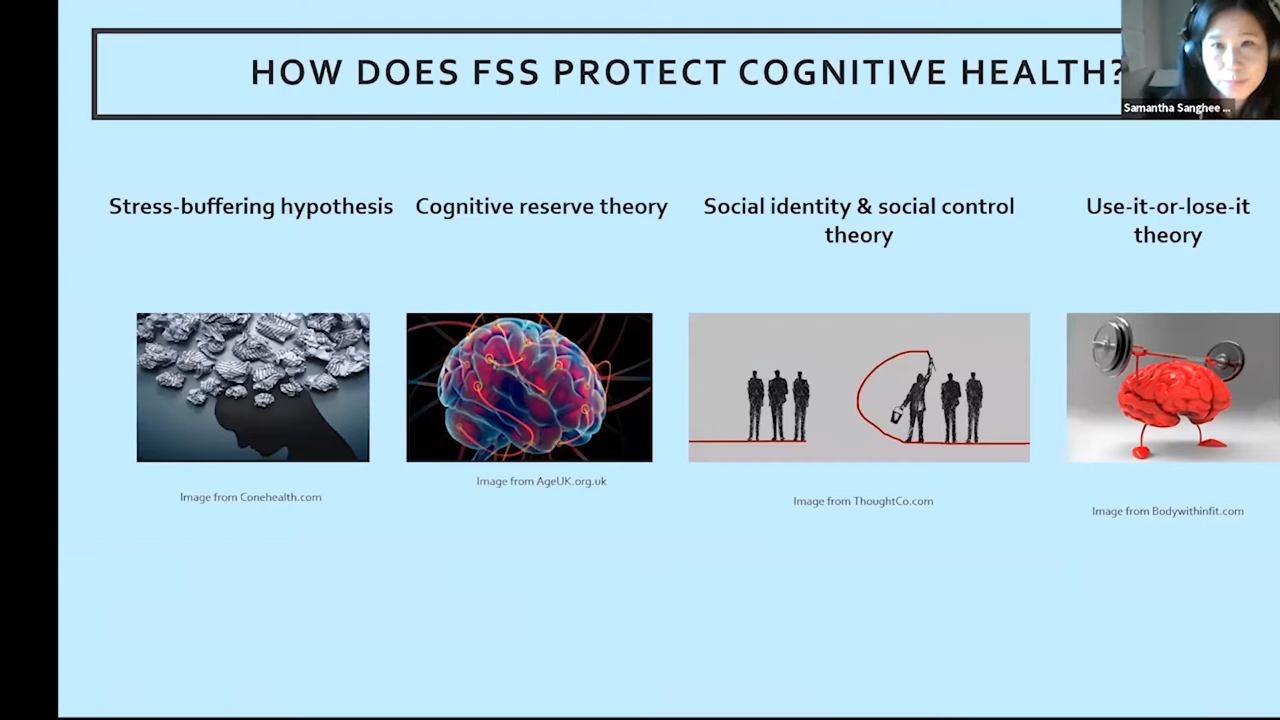 HOW DOES FSS PROTECT COGNITIVE HEALTH?
Samantha Sanghee ...
Stress-buffering hypothesis
Cognitive reserve theory
Social identity & social control
theory
Use-it-or-lose-it
theory
Image from Conehealth.com
Image from AgeUK.org.uk
Image from ThoughtCo.com
Image from Bodywithinfit.com